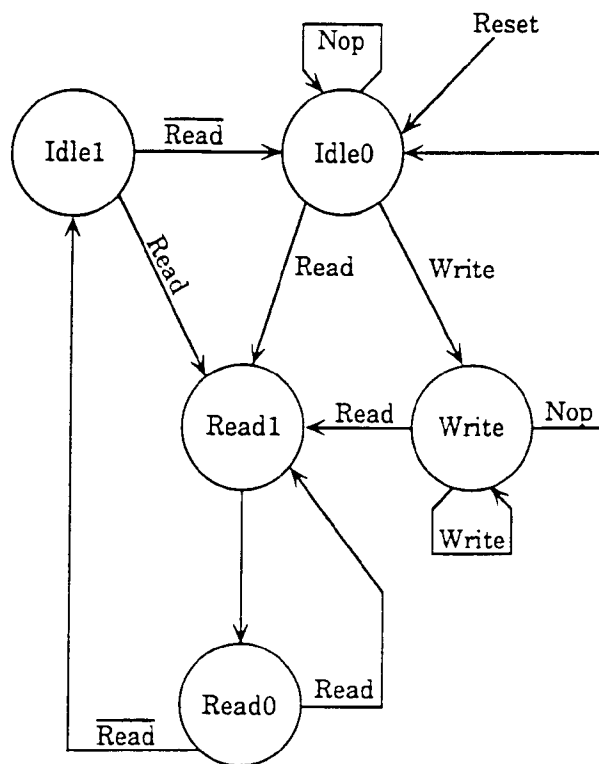 Nop
Reset
Idle1
Read
Idle0
Read
Read
Write
Read1
Read
Write
Nop
Write
Read0
Read
Read